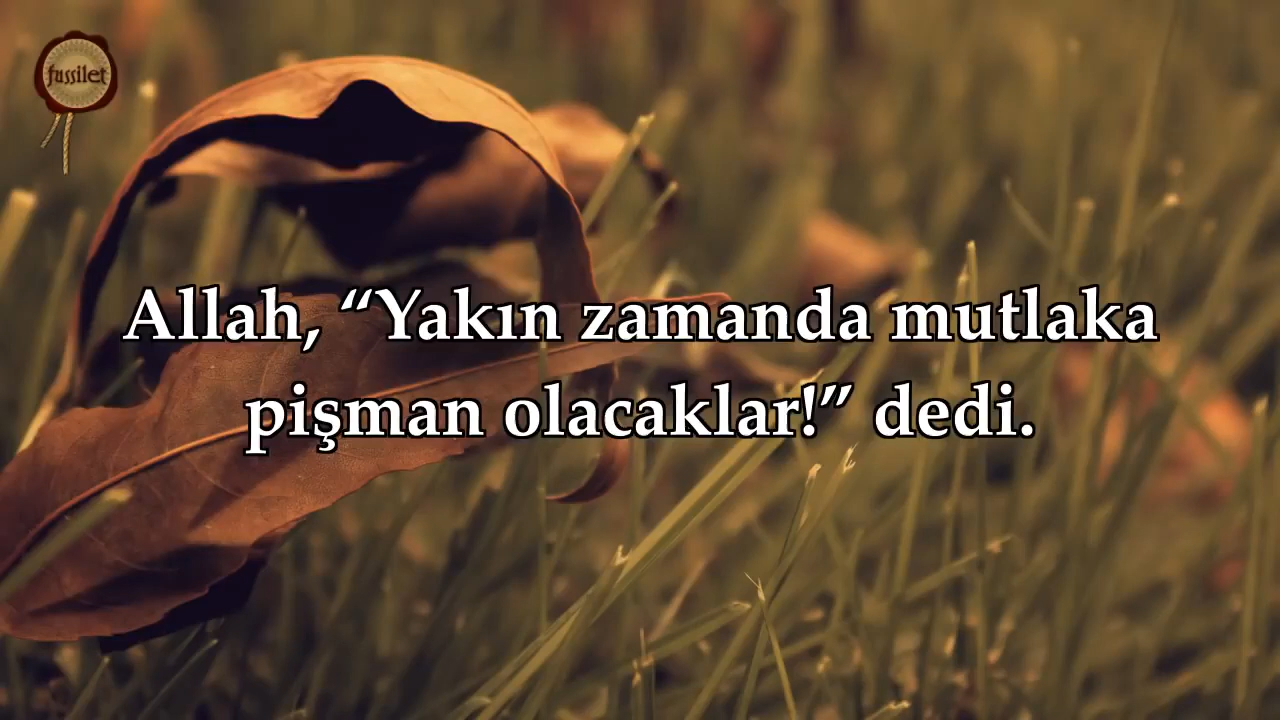 fussilet
Allah, “Yakın zamanda mutlaka
pişman olacaklar!” dedi.